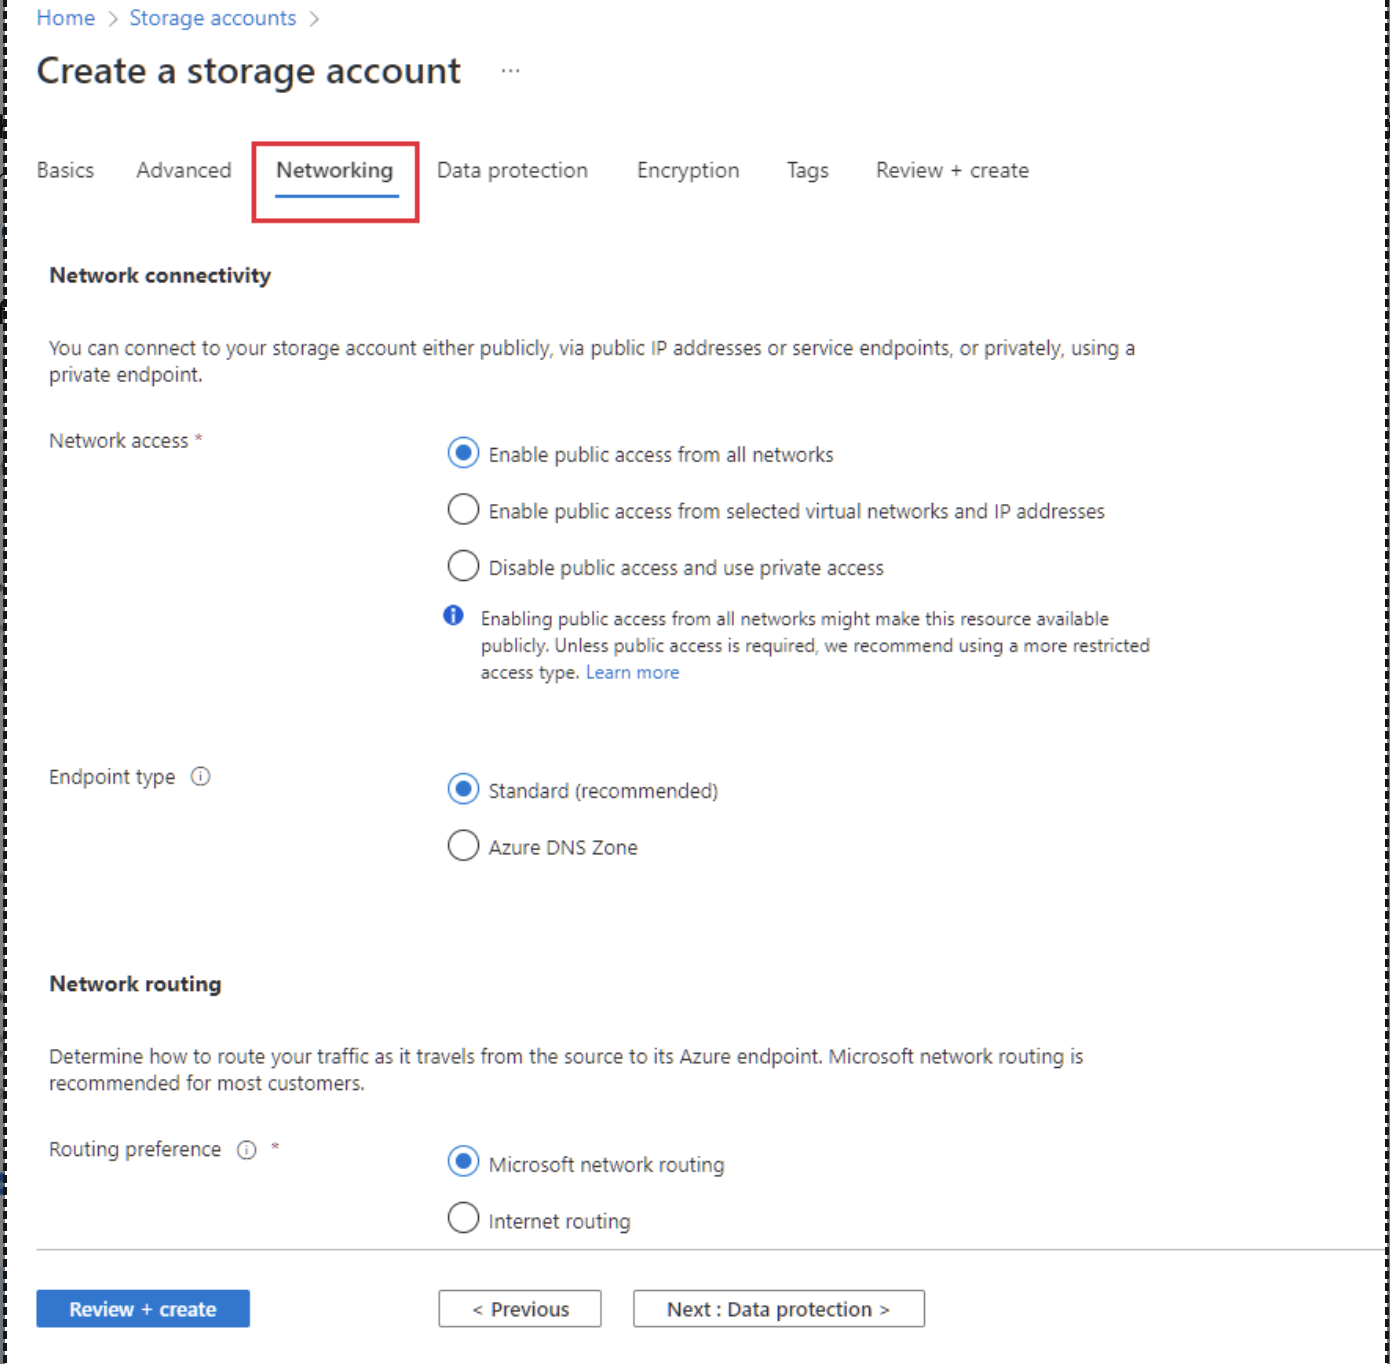 Home > Storage accounts >
Create a storage account ...
Basics Advanced Networking Data protection Encryption Tags Review + create
Network connectivity
You can connect to your storage account either publicly, via public IP addresses or service endpoints, or privately, using a
private endpoint.
Network access *
Enable public access from all networks
Enable public access from selected virtual networks and IP addresses
Disable public access and use private access
Enabling public access from all networks might make this resource available
publicly. Unless public access is required, we recommend using a more restricted
access type. Learn more
Endpoint type
Standard (recommended)
Azure DNS Zone
Network routing
Determine how to route your traffic as it travels from the source to its Azure endpoint. Microsoft network routing is
recommended for most customers.
Routing preference *
Microsoft network routing
Internet routing
Review + create < Previous Next : Data protection >